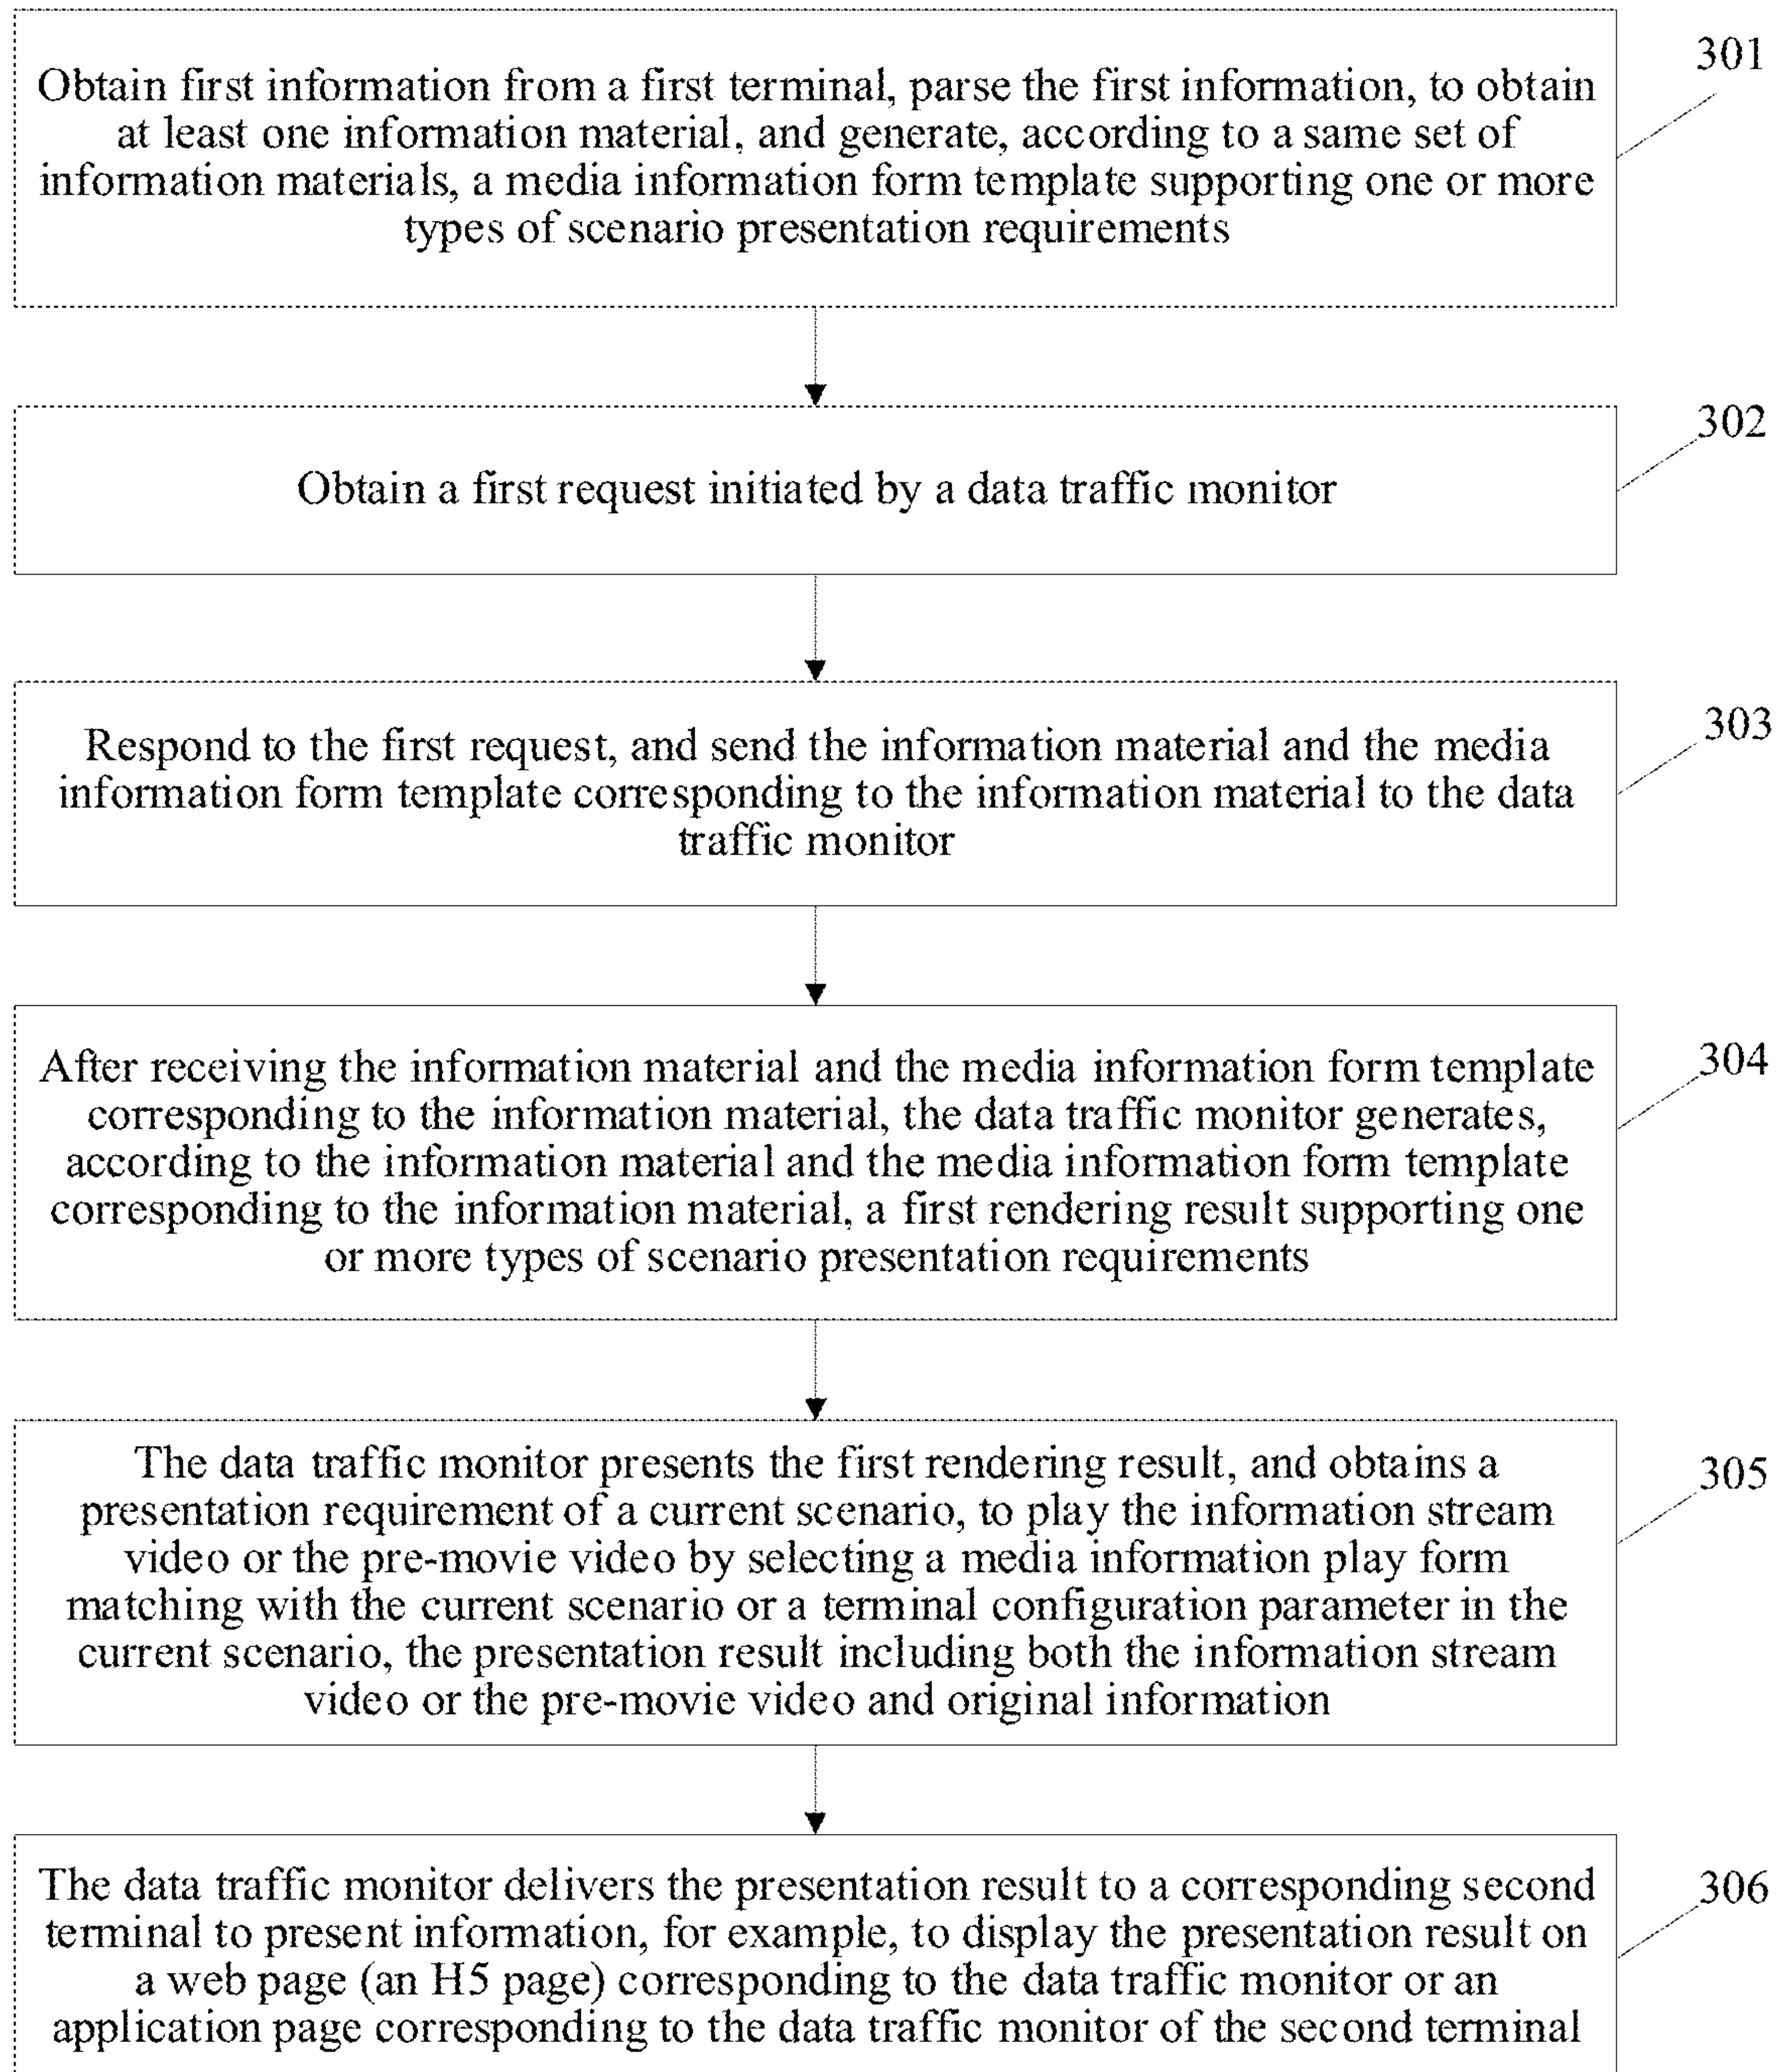 301
Obtain first information from a first terminal, parse the first information, to obtain
at least one information material, and generate, according to a same set of
information materials, a media information form template supporting one or more
types of scenario presentation requirements
302
Obtain a first request initiated by a data traffic monitor
303
Respond to the first request, and send the information material and the media
information form template corresponding to the information material to the data
traffic monitor
304
After receiving the information material and the media information form template
corresponding to the information material, the data traffic monitor generates,
according to the information material and the media information form template
corresponding to the information material, a first rendering result supporting one
or more types of scenario presentation requirements
305
The data traffic monitor presents the first rendering result, and obtains a
presentation requirement of a current scenario, to play the information stream
video or the pre-movie video by selecting a media information play form
matching with the current scenario or a terminal configuration parameter in the
current scenario, the presentation result including both the information stream
video or the pre-movie video and original information
306
The data traffic monitor delivers the presentation result to a corresponding second
terminal to present information, for example, to display the presentation result on
a web page (an H5 page) corresponding to the data traffic monitor or an
application page corresponding to the data traffic monitor of the second terminal